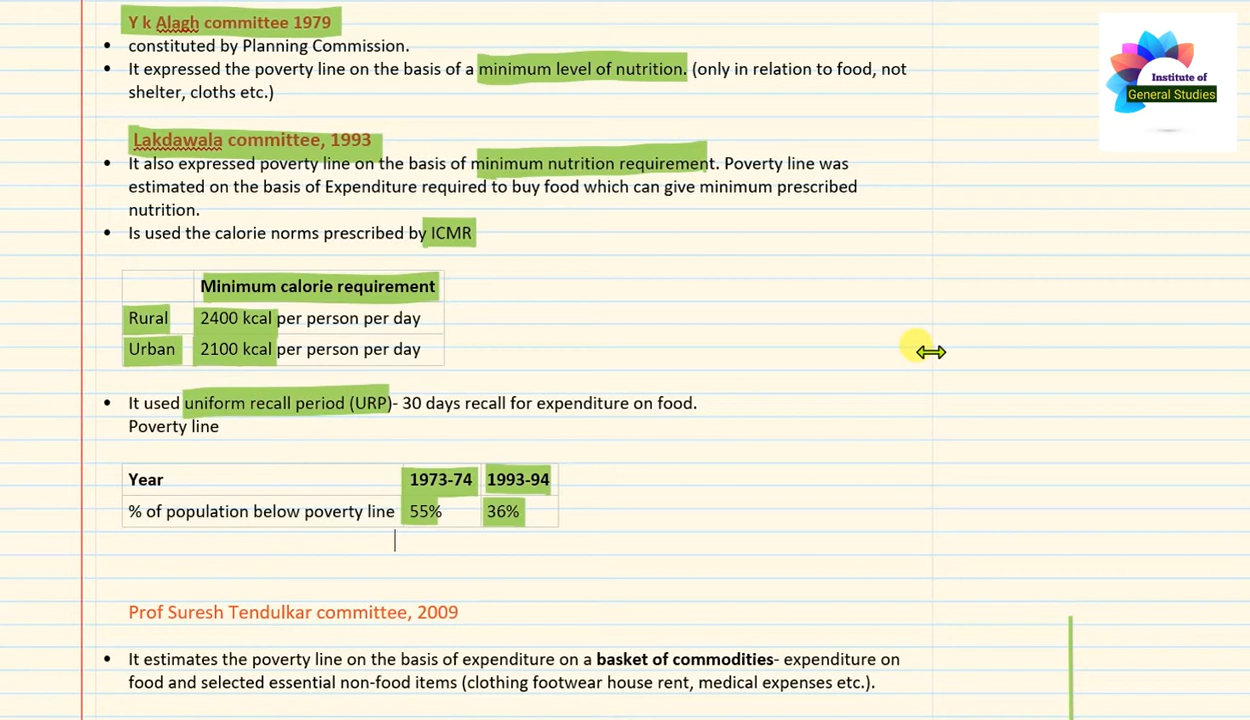 Y k Alagh committee 1979
• constituted by Planning Commission.
• It expressed the poverty line on the basis of a minimum level of nutrition. (only in relation to food, not
shelter, cloths etc.)
Institute of
General Studies
Lakdawala committee, 1993
• It also expressed poverty line on the basis of minimum nutrition requirement. Poverty line was
estimated on the basis of Expenditure required to buy food which can give minimum prescribed
nutrition.
• Is used the calorie norms prescribed by ICMR
Minimum calorie requirement
Rural 2400 kcal per person per day
Urban 2100 kcal per person per day
• It used uniform recall period (URP)- 30 days recall for expenditure on food.
Poverty line
Year 1973-74 1993-94
% of population below poverty line 55% 36%
Prof Suresh Tendulkar committee, 2009
• It estimates the poverty line on the basis of expenditure on a basket of commodities- expenditure on
food and selected essential non-food items (clothing footwear house rent, medical expenses etc.).